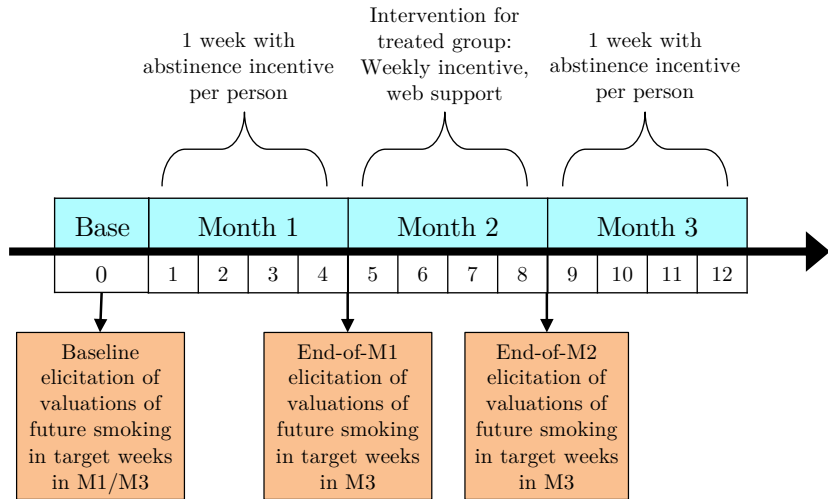 1 week with
abstinence incentive
per person
Intervention for
treated group:
Weekly incentive,
web support
1 week with
abstinence incentive
per person
Base
Month 1
Month 2
Month 3
0
1
2
3
4
5
6
7
8
9
10
11
12
Baseline
elicitation of
valuations of
future smoking
in target weeks
in M1/M3
End-of-M1
elicitation of
valuations of
future smoking
in target weeks
in M3
End-of-M2
elicitation of
valuations of
future smoking
in target weeks
in M3